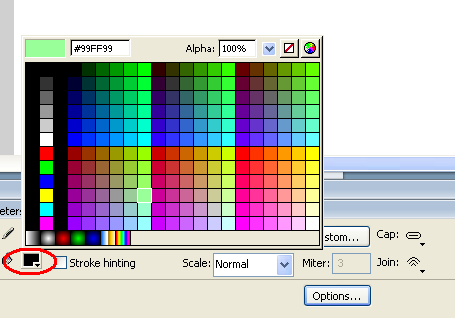 #99FF99 Alpha: 100%
eters
stom... Cap:
Stroke hinting Scale: Normal Miter: 3 Join:
Options...